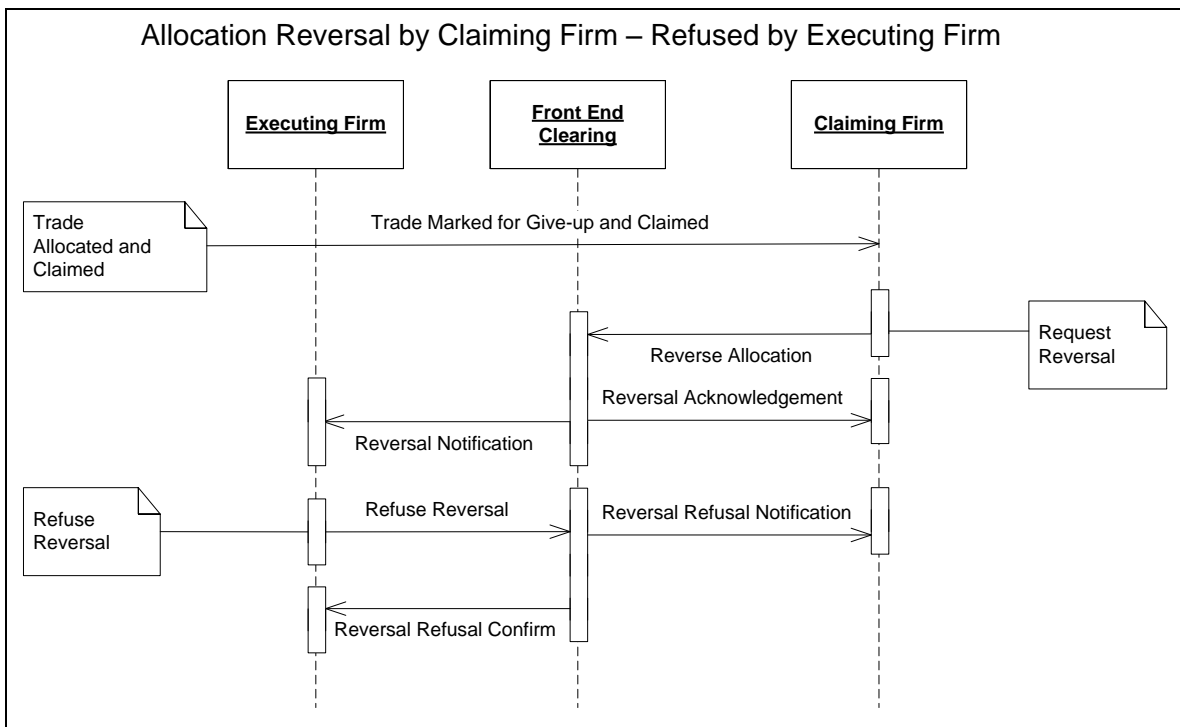 Allocation Reversal by Claiming Firm – Refused by Executing Firm
Executing Firm
Front End
Clearing
Claiming Firm
Trade
Allocated and
Claimed
Trade Marked for Give-up and Claimed
Reverse Allocation
Request
Reversal
Reversal Acknowledgement
Reversal Notification
Refuse
Reversal
Refuse Reversal
Reversal Refusal Notification
Reversal Refusal Confirm